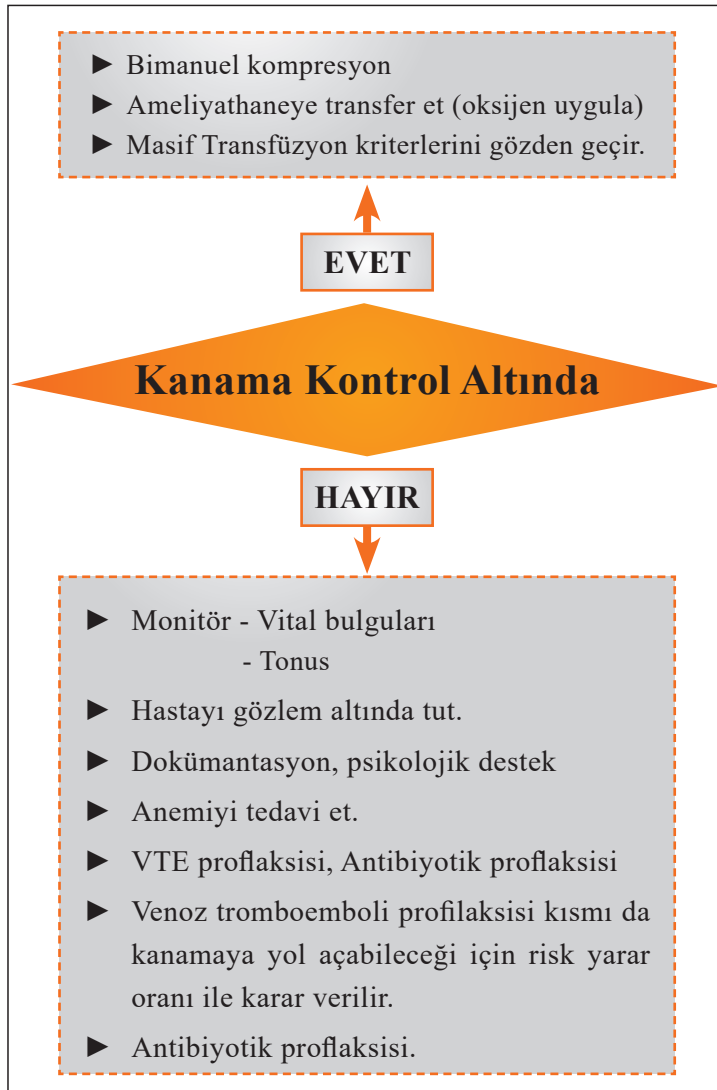 ► Bimanuel kompresyon
► Ameliyathaneye transfer et (oksijen uygula)
► Masif Transfüzyon kriterlerini gözden geçir.
EVET
Kanama Kontrol Altında
HAYIR
► Monitör - Vital bulguları
- Tonus
► Hastayı gözlem altında tut.
► Dokümantasyon, psikolojik destek
► Anemiyi tedavi et.
► VTE proflaksisi, Antibiyotik proflaksisi
► Venoz tromboemboli profilaksisi kısmı da
kanamaya yol açabileceği için risk yarar
oranı ile karar verilir.
► Antibiyotik proflaksisi.